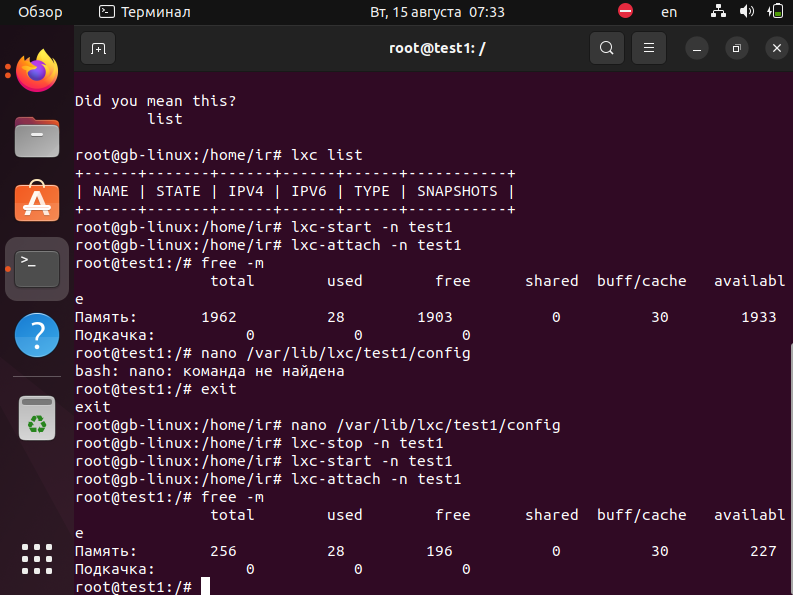 Обзор Терминал Вт, 15 августа 07:33 en
root@test1: /
Did you mean this?
list
root@gb-linux:/home/ir# lxc list
+------+-------+------+------+------+-----------+
| NAME | STATE | IPV4 | IPV6 | TYPE | SNAPSHOTS |
+------+-------+------+------+------+-----------+
root@gb-linux:/home/ir# lxc-start -n test1
root@gb-linux:/home/ir# lxc-attach -n test1
root@test1:/# free -m
total used free shared buff/cache availabl
e
Память: 1962 28 1903 0 30 1933
Подкачка: 0 0 0
root@test1:/# nano /var/lib/lxc/test1/config
bash: nano: команда не найдена
root@test1:/# exit
exit
root@gb-linux:/home/ir# nano /var/lib/lxc/test1/config
root@gb-linux:/home/ir# lxc-stop -n test1
root@gb-linux:/home/ir# lxc-start -n test1
root@gb-linux:/home/ir# lxc-attach -n test1
root@test1:/# free -m
total used free shared buff/cache availabl
e
Память: 256 28 196 0 30 227
Подкачка: 0 0 0
root@test1:/#